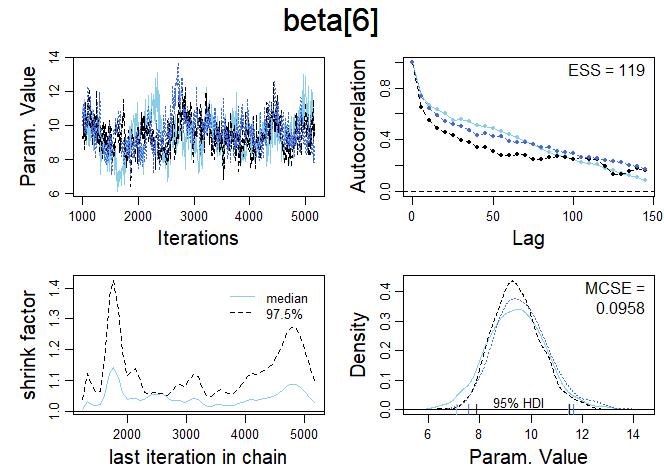 beta[6]
Param. Value
14
12
10
8
6
1000 2000 3000 4000 5000
Iterations
Autocorrelation
0.8
0.4
0.0
ESS = 119
0 50 100 150
Lag
shrink factor
1.4
1.3
1.2
1.1
1.0
median
97.5%
2000 3000 4000 5000
last iteration in chain
Density
0.4
0.3
0.2
0.1
0.0
MCSE =
0.0958
95% HDI
6 8 10 12 14
Param. Value